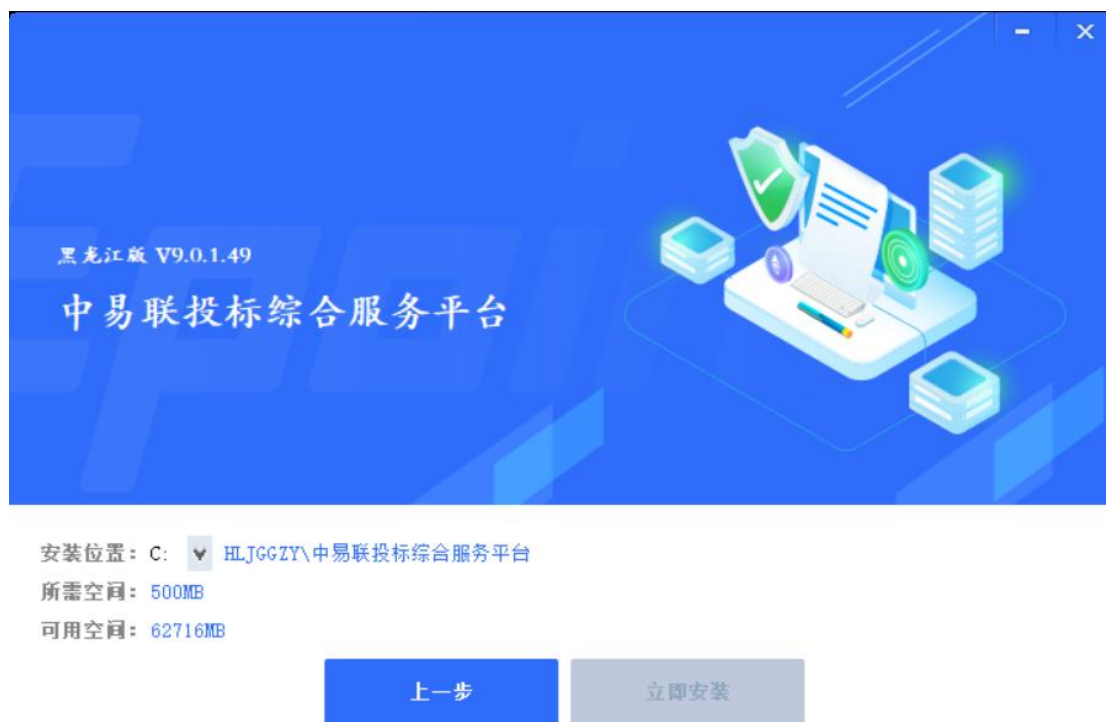 黑龙江版 V9.0.1.49
中易联投标综合服务平台
安装位置: C: HLJGGZY\中易联投标综合服务平台
所需空间: 500MB
可用空间: 62716MB
上一步 立即安装